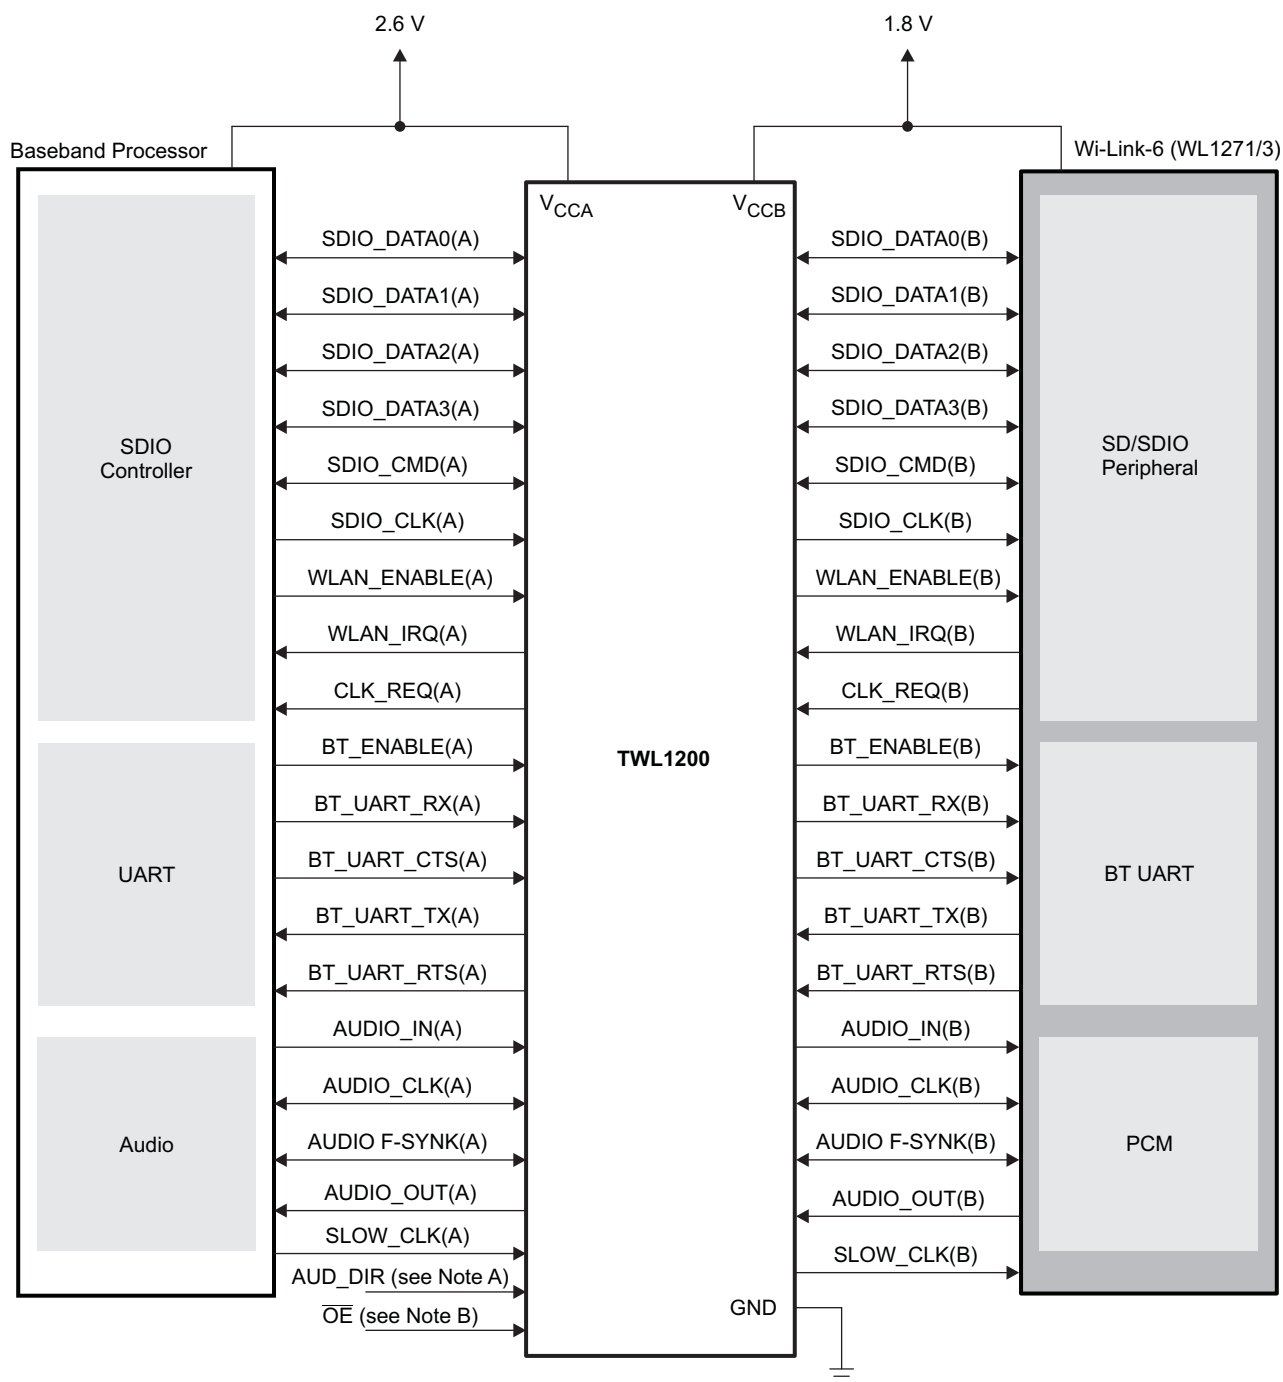 2.6 V
1.8 V
Baseband Processor
Wi-Link-6 (WL1271/3)
VCCA
VCCB
SDIO_DATA0(A)
SDIO_DATA0(B)
SDIO_DATA1(A)
SDIO_DATA1(B)
SDIO_DATA2(A)
SDIO_DATA2(B)
SDIO_DATA3(A)
SDIO_DATA3(B)
SDIO
Controller
SD/SDIO
Peripheral
SDIO_CMD(A)
SDIO_CMD(B)
SDIO_CLK(A)
SDIO_CLK(B)
WLAN_ENABLE(A)
WLAN_ENABLE(B)
WLAN_IRQ(A)
WLAN_IRQ(B)
CLK_REQ(A)
CLK_REQ(B)
BT_ENABLE(A)
TWL1200
BT_ENABLE(B)
BT_UART_RX(A)
BT_UART_RX(B)
BT_UART_CTS(A)
BT_UART_CTS(B)
UART
BT UART
BT_UART_TX(A)
BT_UART_TX(B)
BT_UART_RTS(A)
BT_UART_RTS(B)
AUDIO_IN(A)
AUDIO_IN(B)
AUDIO_CLK(A)
AUDIO_CLK(B)
Audio
AUDIO F-SYNK(A)
AUDIO F-SYNK(B)
PCM
AUDIO_OUT(A)
AUDIO_OUT(B)
SLOW_CLK(A)
SLOW_CLK(B)
AUD_DIR (see Note A)
OE (see Note B)
GND